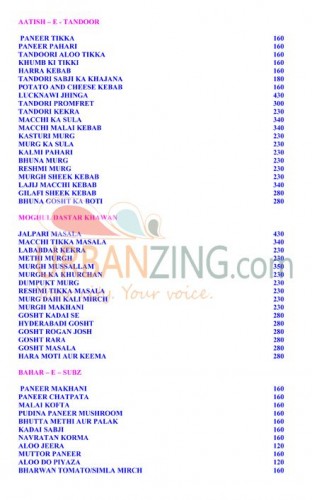 AATISH – E - TANDOOR
PANEER TIKKA 160
PANEER PAHARI 160
TANDOORI ALOO TIKKA 160
KHUMB KI TIKKI 160
HARRA KEBAB 160
TANDORI SABJ KA KHAJANA 180
POTATO AND CHEESE KEBAB 160
LUCKNAWI JHINGA 430
TANDORI PROMFRET 300
TANDORI KEKRA 230
MACCHI KA SULA 340
MACCHI MALAI KEBAB 340
KASTURI MURG 230
MURG KA SULA 230
KALMI PAHARI 230
BHUNA MURG 230
RESHMI MURG 230
MURGH SHEEK KEBAB 230
LAJIJ MACCHI KEBAB 340
GILAFI SHEEK KEBAB 280
BHUNA GOSHT KA BOTI 280
MOGHUL DASTAR KHAWAN
JALPARI MASALA 430
MACCHI TIKKA MASALA 340
LABABDAR KEKRA 230
METHI MURGH 230
MURGH MUSSALLAM 350
MURGH KA KHURCHAN 230
DUMPUKT MURG 230
RESHMI TIKKA MASALA 230
MURG DAHI KALI MIRCH 230
MURGH MAKHANI 230
GOSHT KADAI SE 280
HYDERABADI GOSHT 280
GOSHT ROGAN JOSH 280
GOSHT RARA 280
GOSHT MASALA 280
HARA MOTI AUR KEEMA 280
BAHAR – E – SUBZ
PANEER MAKHANI 160
PANEER CHATPATA 160
MALAI KOFTA 160
PUDINA PANEER MUSHROOM 160
BHUTTA METHI AUR PALAK 160
KADAI SABJI 160
NAVRATAN KORMA 160
ALOO JEERA 120
MUTTOR PANEER 160
ALOO DO PIYAZA 120
BHARWAN TOMATO/SIMLA MIRCH 160